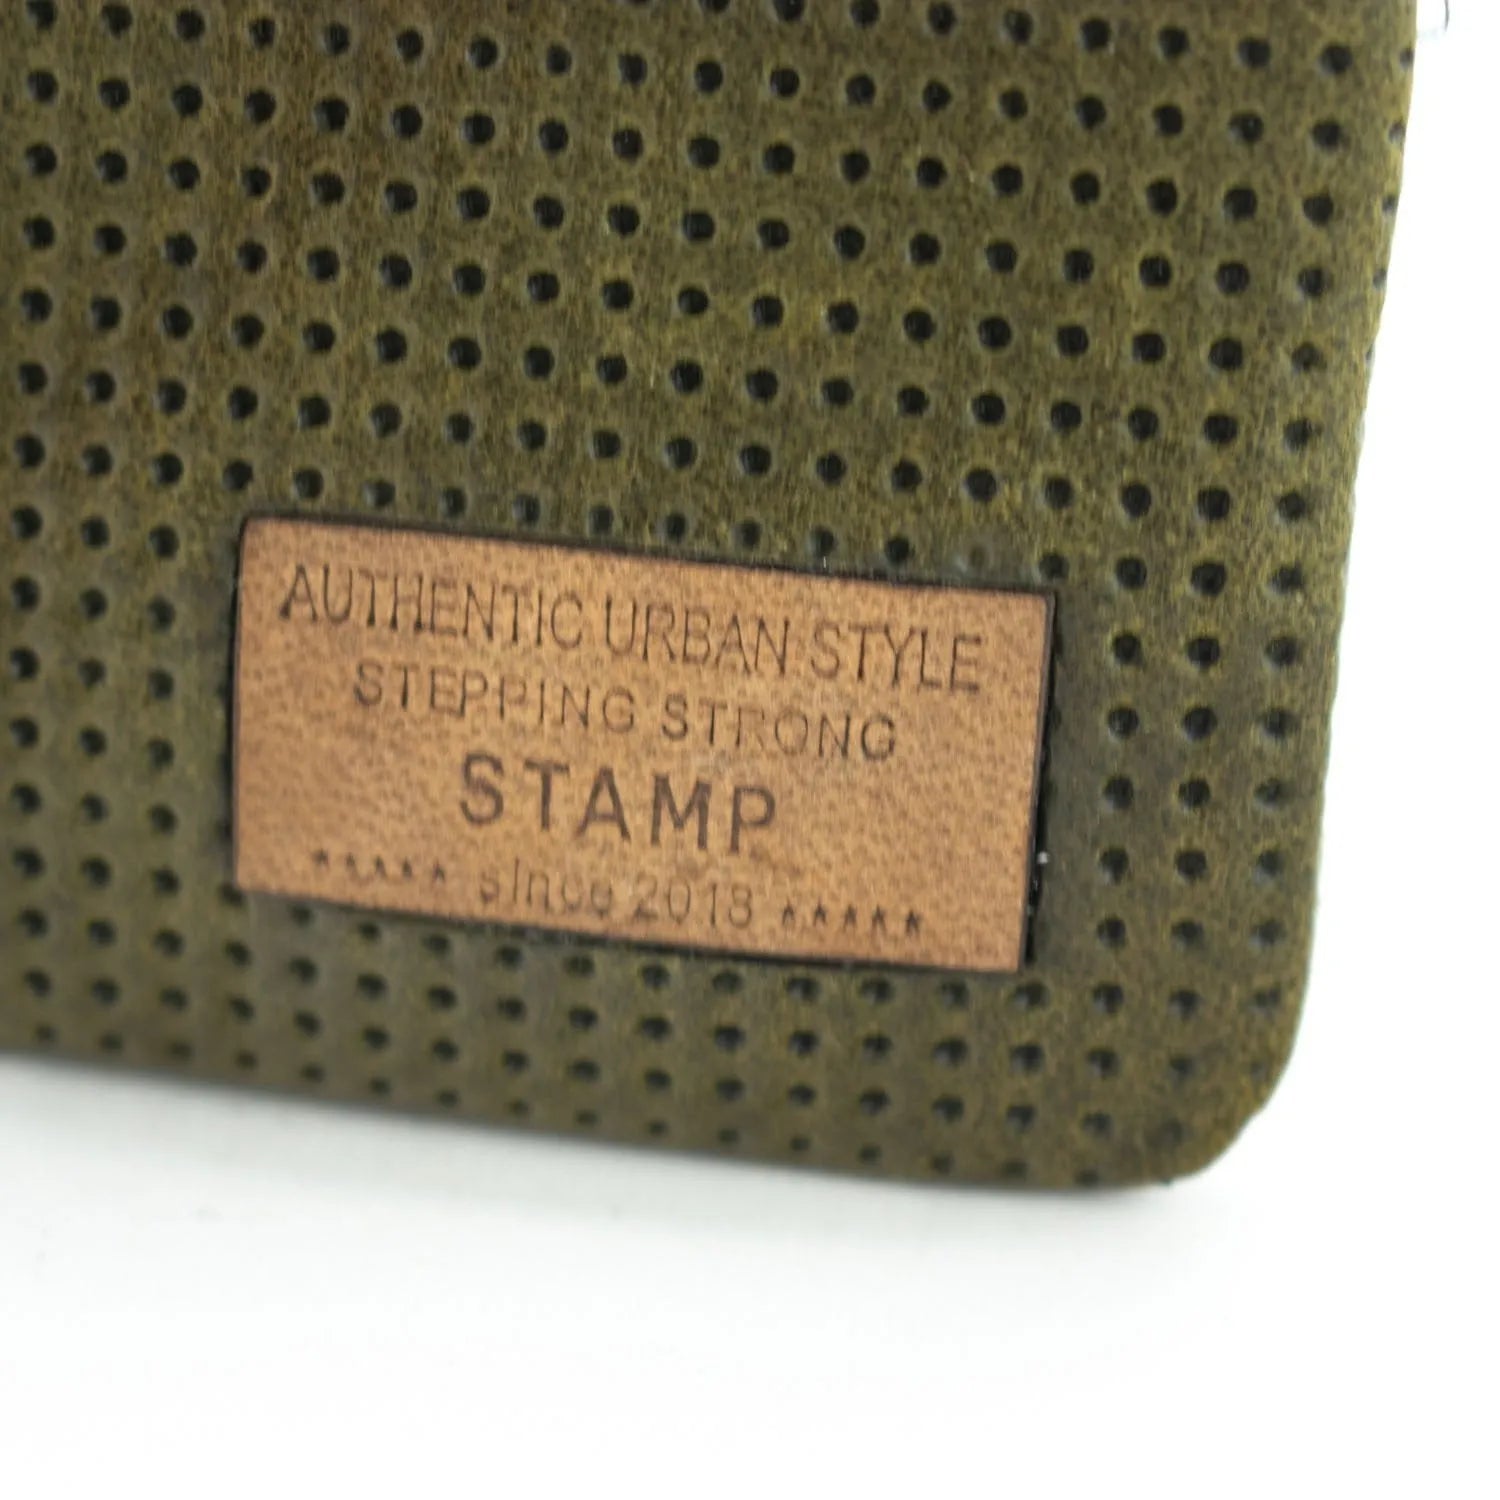 AUTHENTIC URBAN STYLE
STEPPING STRONG
STAMP
***** since 2018 *****